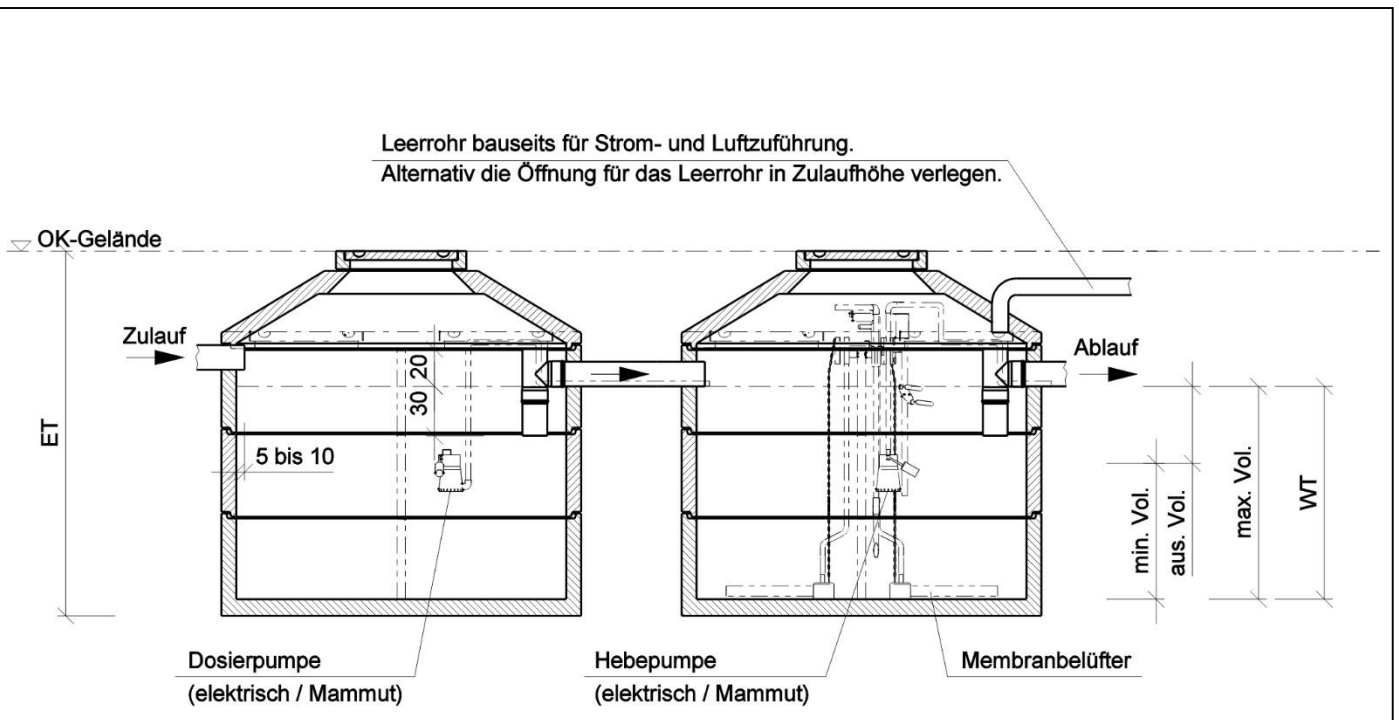 Leerrohr bauseits für Strom- und Luftzuführung.
Alternativ die Öffnung für das Leerrohr in Zulaufhöhe verlegen.
OK-Gelände
Zulauf
Ablauf
20
30
5 bis 10
ET
min. Vol.
aus. Vol.
max. Vol.
WT
Dosierpumpe
(elektrisch / Mammut)
Hebepumpe
(elektrisch / Mammut)
Membranbelüfter